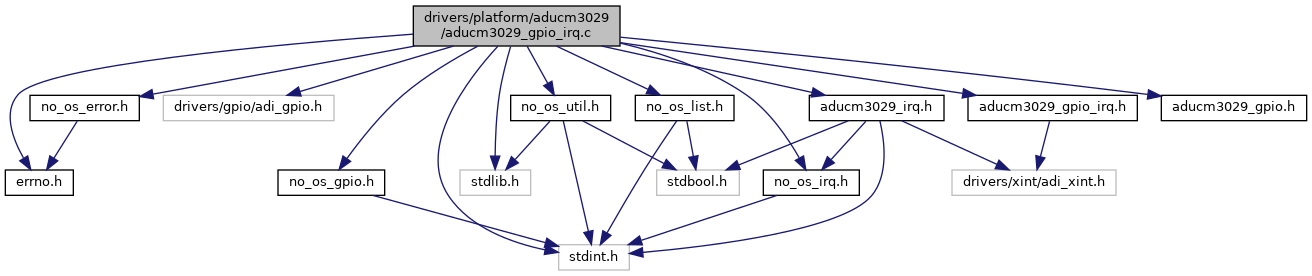 drivers/platform/aducm3029
/aducm3029_gpio_irq.c
no_os_error.h
drivers/gpio/adi_gpio.h
no_os_util.h
no_os_list.h
aducm3029_irq.h
aducm3029_gpio_irq.h
aducm3029_gpio.h
errno.h
no_os_gpio.h
stdlib.h
stdbool.h
no_os_irq.h
drivers/xint/adi_xint.h
stdint.h